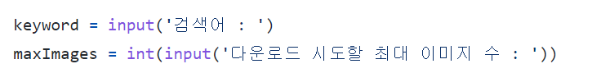 keyword = input('검색어 : ')
maxImages = int(input('다운로드 시도할 최대 이미지 수 : '))